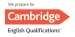 We prepare for
Cambridge
English Qualifications